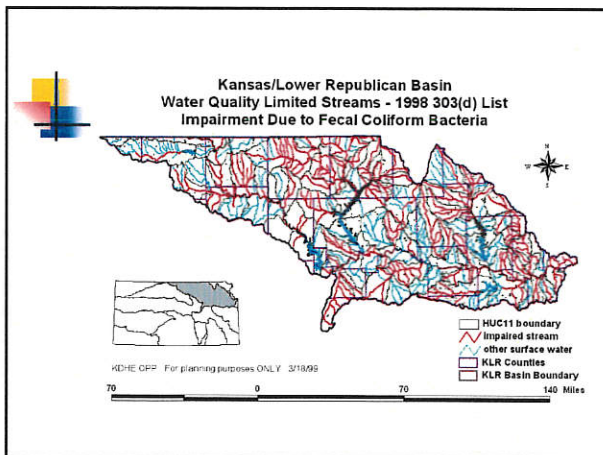 Kansas/Lower Republican Basin
Water Quality Limited Streams - 1998 303(d) List
Impairment Due to Fecal Coliform Bacteria
N
W E
S
HUC11 boundary
impaired stream
other surface water
KLR Counties
KLR Basin Boundary
KDHE OPP For planning purposes ONLY 3/18/99
70 0 70 140 Miles